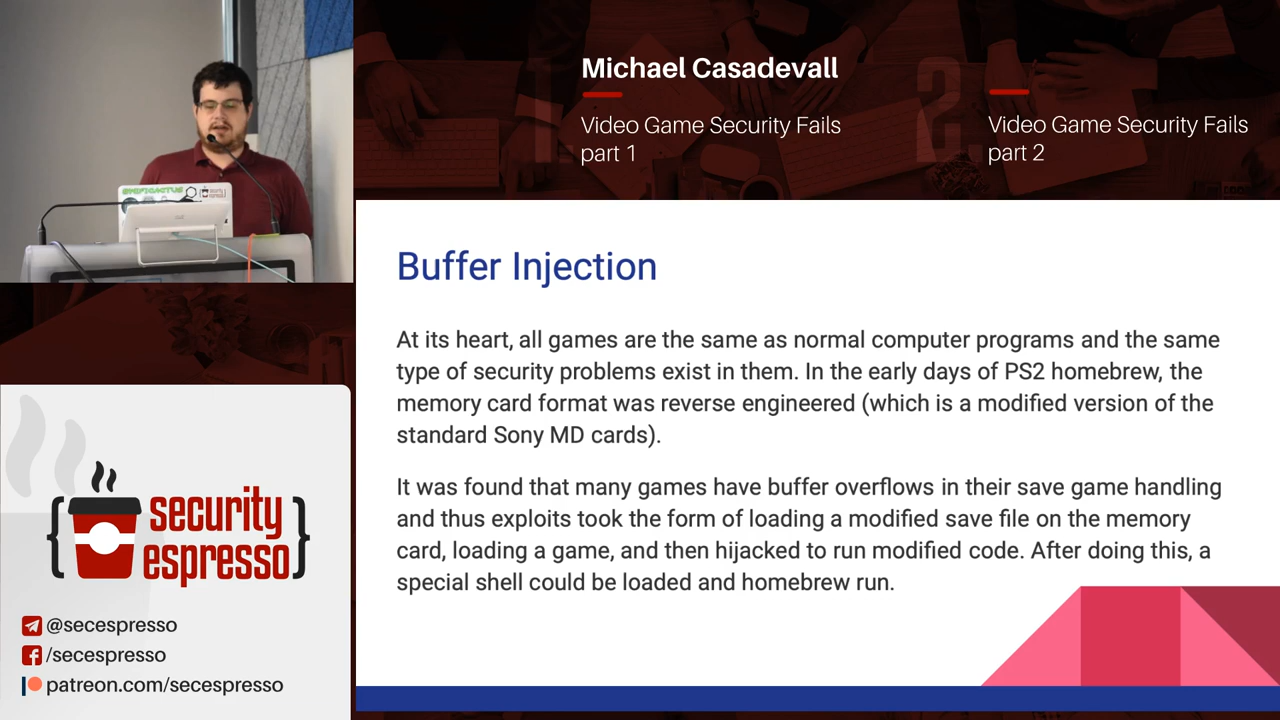 Michael Casadevall
1
Video Game Security Fails
part 1
2
Video Game Security Fails
part 2
security
espresso
Buffer Injection
At its heart, all games are the same as normal computer programs and the same
type of security problems exist in them. In the early days of PS2 homebrew, the
memory card format was reverse engineered (which is a modified version of the
standard Sony MD cards).
It was found that many games have buffer overflows in their save game handling
and thus exploits took the form of loading a modified save file on the memory
card, loading a game, and then hijacked to run modified code. After doing this, a
special shell could be loaded and homebrew run.
{security
espresso}
@secespresso
/secespresso
patreon.com/secespresso